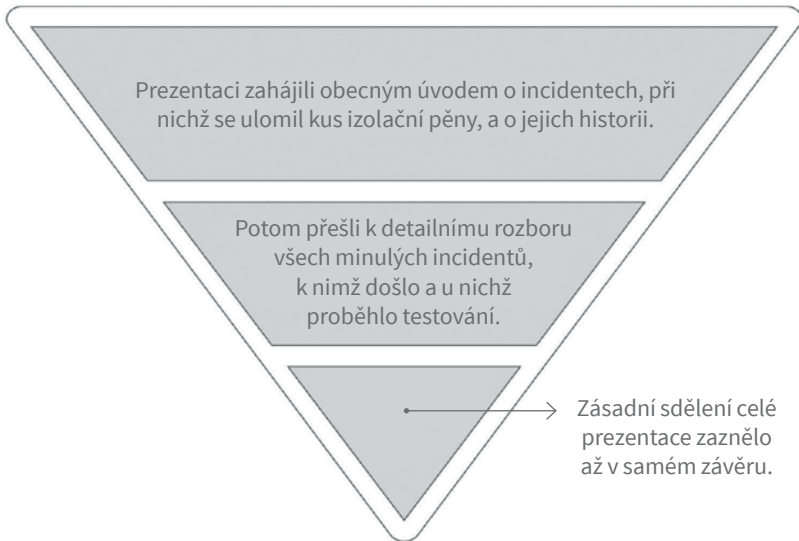 Prezentaci zahájili obecným úvodem o incidentech, při
nichž se ulomil kus izolační pěny, a o jejich historii.
Potom přešli k detailnímu rozboru
všech minulých incidentů,
k nimž došlo a u nichž
proběhlo testování.
Zásadní sdělení celé
prezentace zaznělo
až v samém závěru.